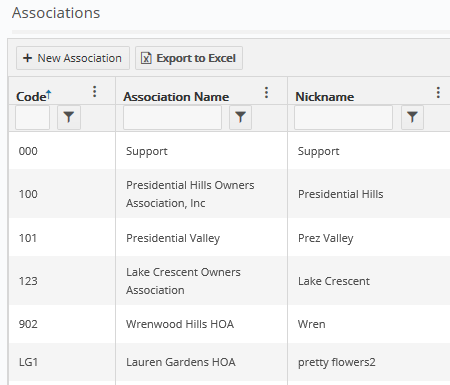 Associations
+ New Association Export to Excel
Code Association Name Nickname
000 Support Support
Presidential Hills Owners
100 Presidential Hills
Association, Inc
101 Presidential Valley Prez Valley
Lake Crescent Owners
123 Lake Crescent
Association
902 Wrenwood Hills HOA Wren
LG1 Lauren Gardens HOA pretty flowers2